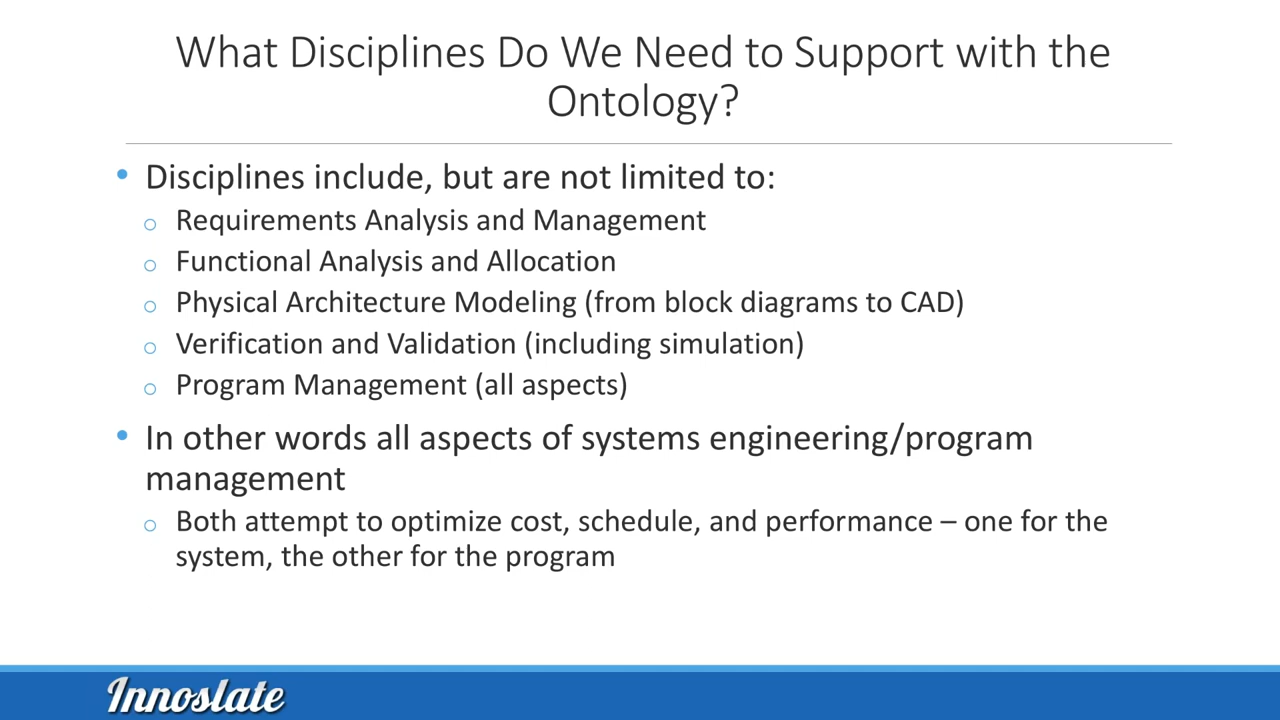 What Disciplines Do We Need to Support with the
Ontology?
• Disciplines include, but are not limited to:
o Requirements Analysis and Management
o Functional Analysis and Allocation
o Physical Architecture Modeling (from block diagrams to CAD)
o Verification and Validation (including simulation)
o Program Management (all aspects)
• In other words all aspects of systems engineering/program
management
o Both attempt to optimize cost, schedule, and performance – one for the
system, the other for the program
Innoslate